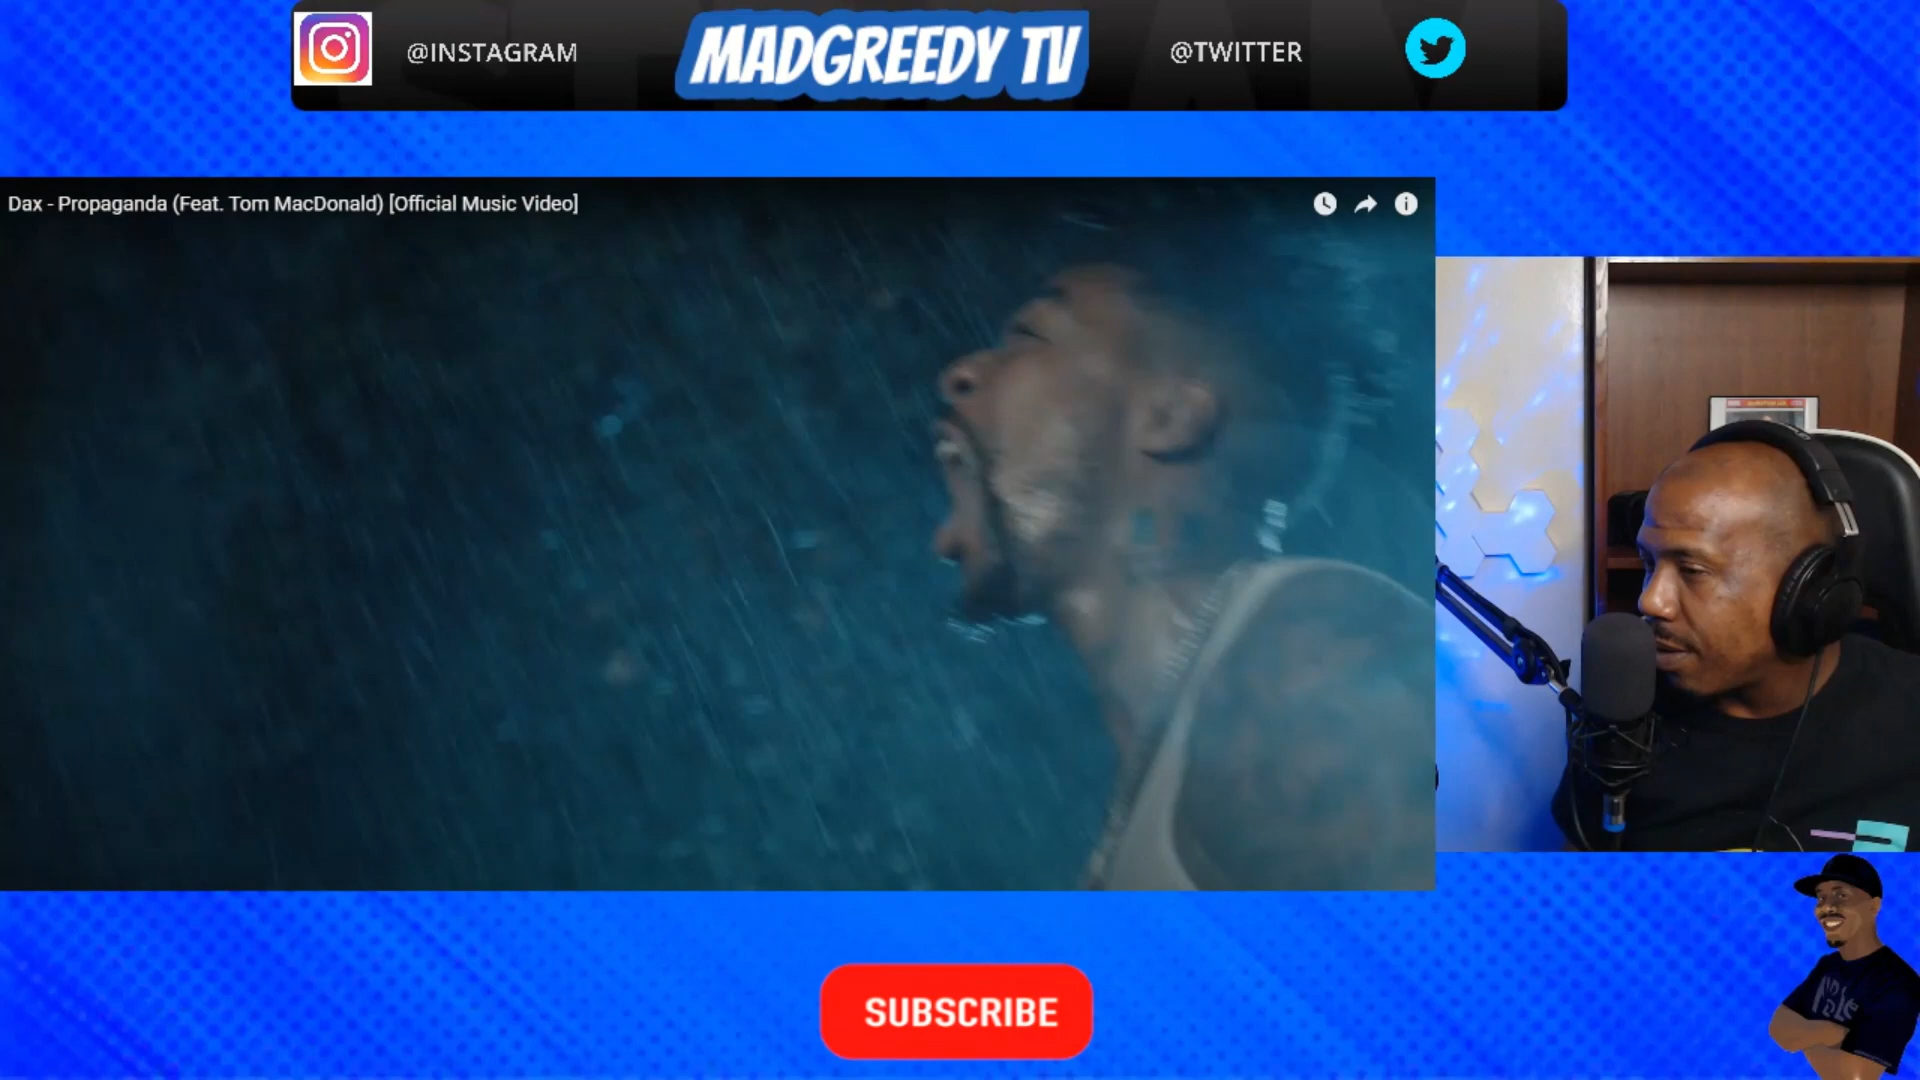 @INSTAGRAM
MADGREEDY TV
@TWITTER
Dax - Propaganda (Feat. Tom MacDonald) [Official Music Video]
SUBSCRIBE